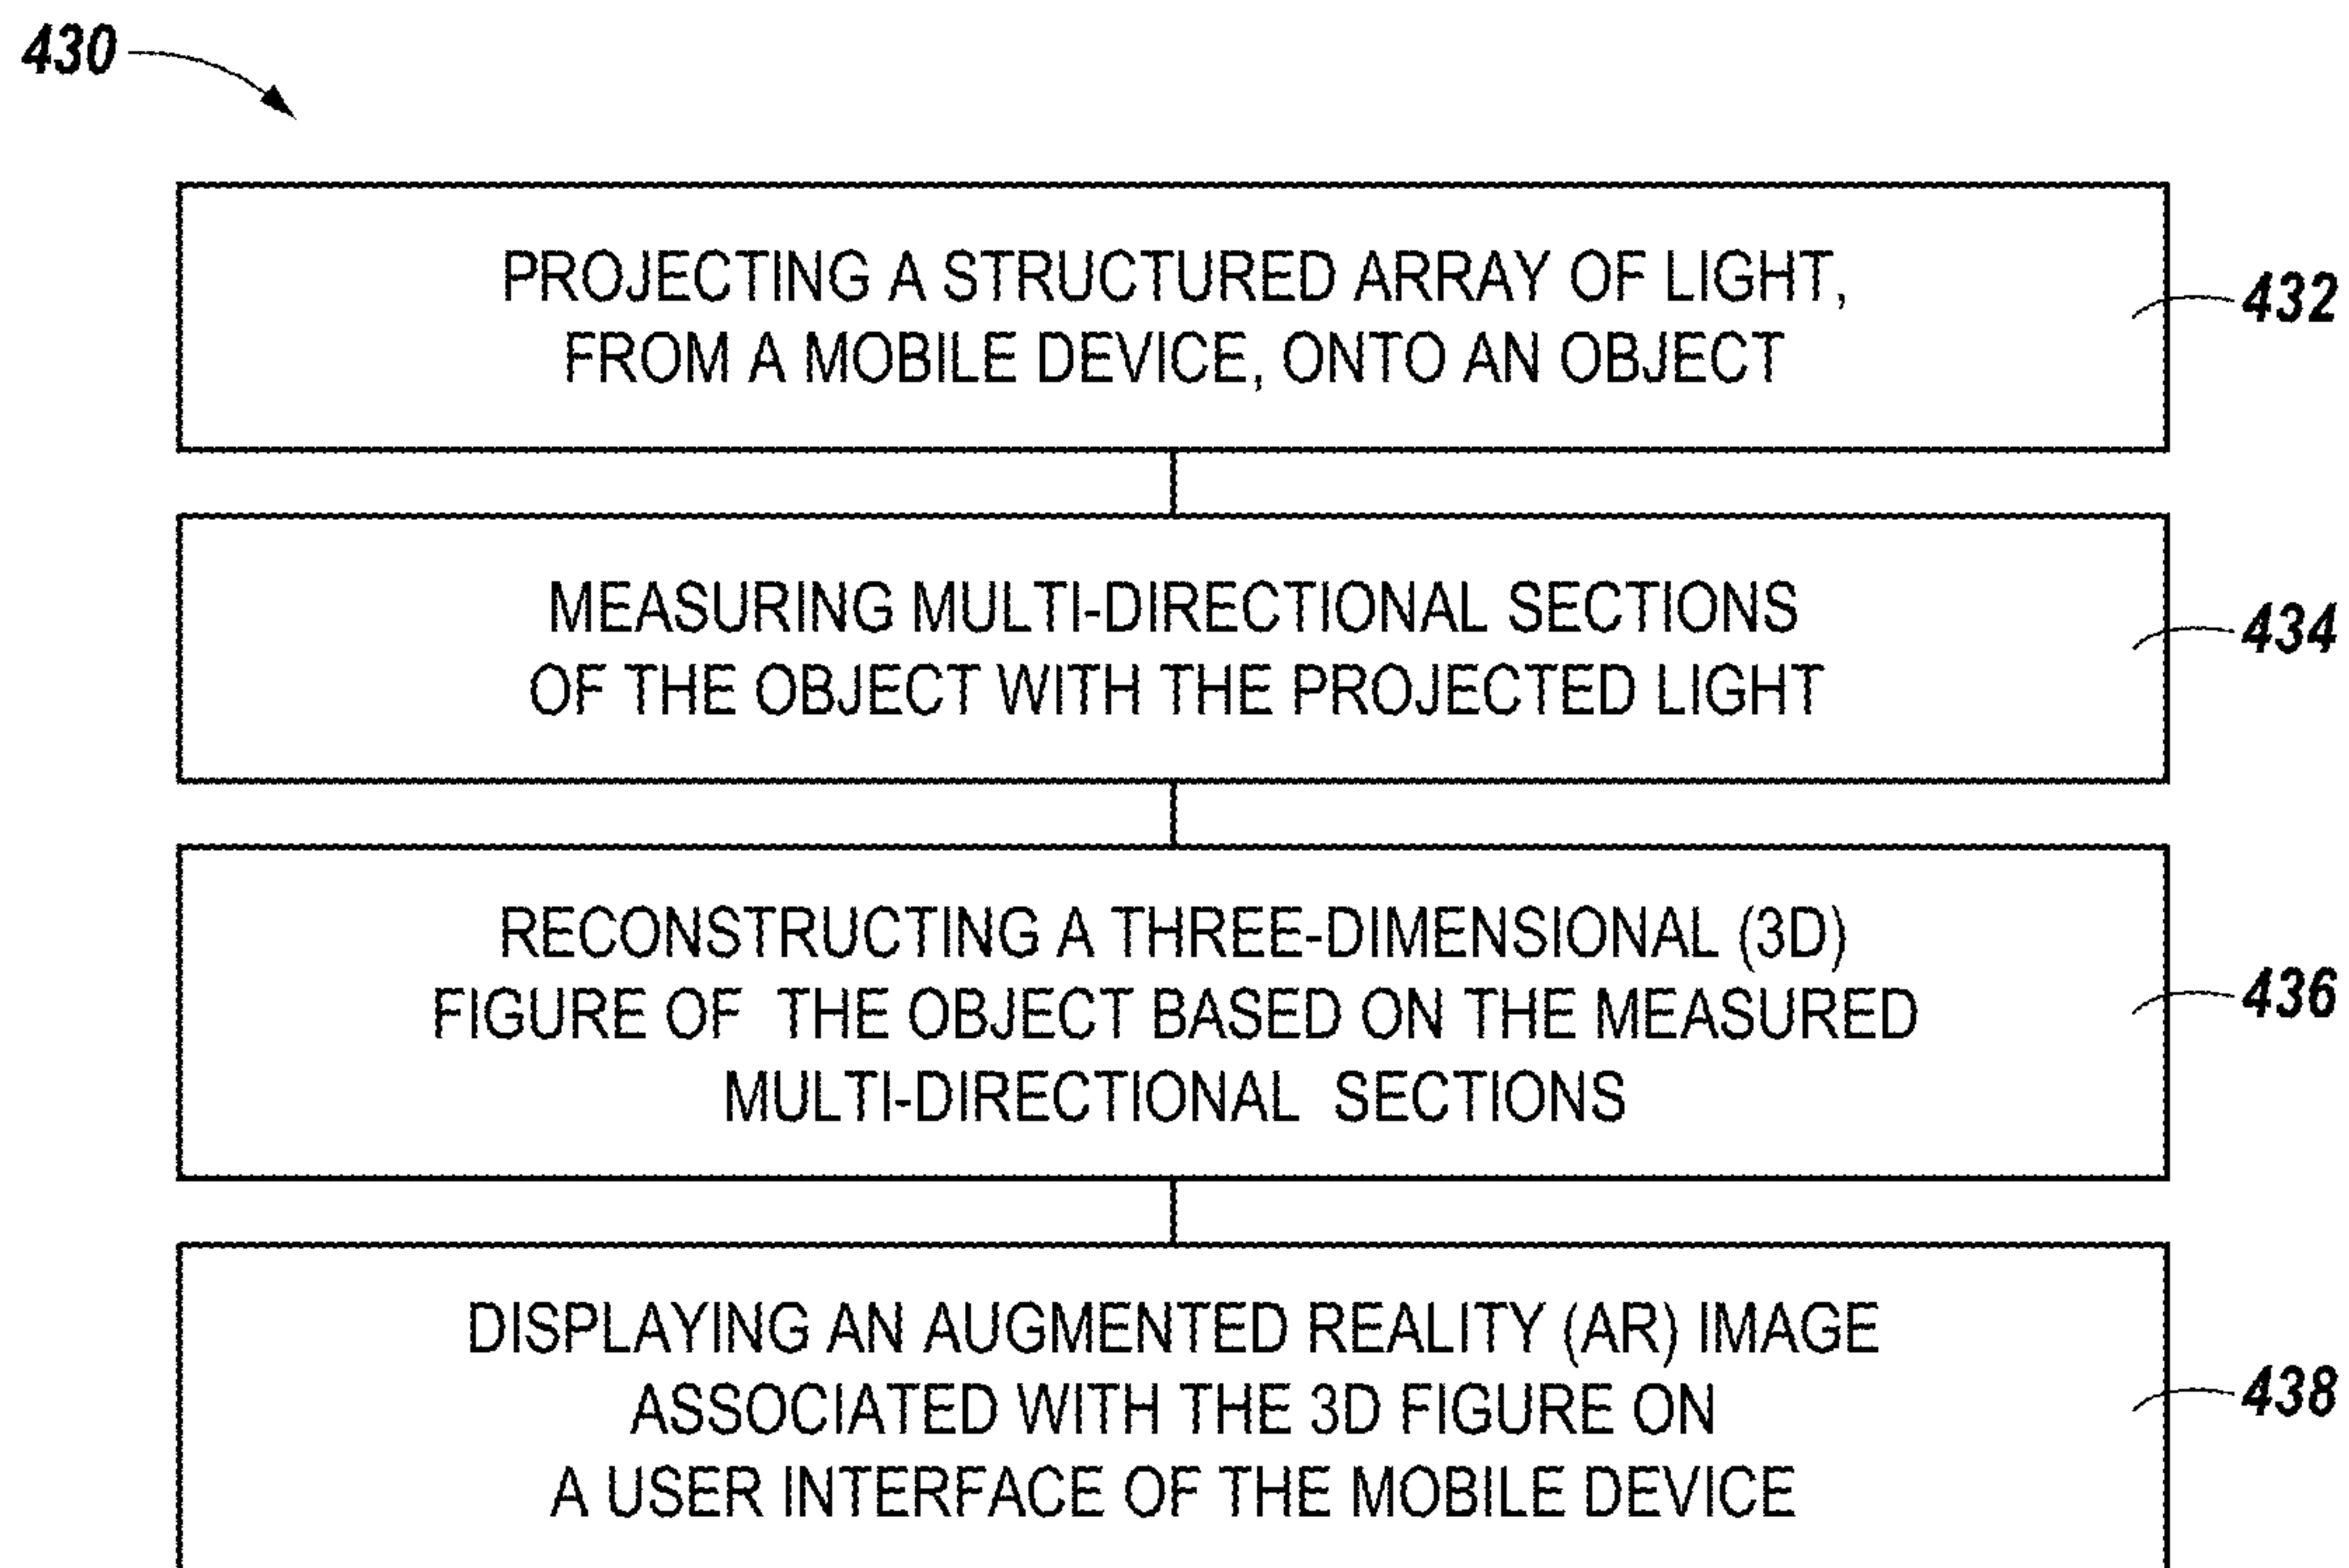 430
PROJECTING A STRUCTURED ARRAY OF LIGHT,
FROM A MOBILE DEVICE, ONTO AN OBJECT
432
MEASURING MULTI-DIRECTIONAL SECTIONS
OF THE OBJECT WITH THE PROJECTED LIGHT
434
RECONSTRUCTING A THREE-DIMENSIONAL (3D)
FIGURE OF THE OBJECT BASED ON THE MEASURED
MULTI-DIRECTIONAL SECTIONS
436
DISPLAYING AN AUGMENTED REALITY (AR) IMAGE
ASSOCIATED WITH THE 3D FIGURE ON
A USER INTERFACE OF THE MOBILE DEVICE
438